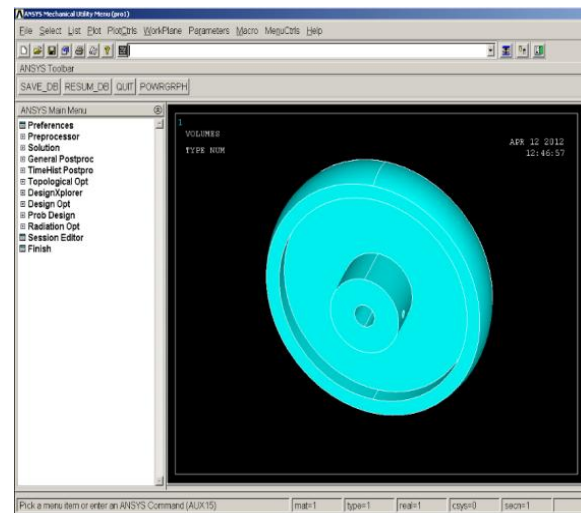 ANSYS Mechanical Utility Menu (pro1)
File Select List Plot PlotCtrls WorkPlane Parameters Macro MenuCtrls Help
ANSYS Toolbar
SAVE_DB RESUM_DB QUIT POWRGRPH
ANSYS Main Menu
Preferences
Preprocessor
Solution
General Postproc
TimeHist Postpro
Topological Opt
DesignXplorer
Design Opt
Prob Design
Radiation Opt
Session Editor
Finish
1
VOLUMES
TYPE NUM
APR 12 2012
12:46:57
Pick a menu item or enter an ANSYS Command (AUX15) mat=1 type=1 real=1 csys=0 secn=1